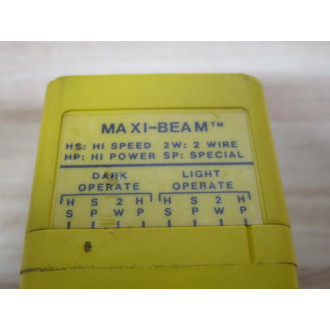 MAXI-BEAM™
HS: HI SPEED 2W: 2 WIRE
HP: HI POWER SP: SPECIAL
DARK LIGHT
OPERATE OPERATE
H S 2 H H S 2 H
S P W P S P W P